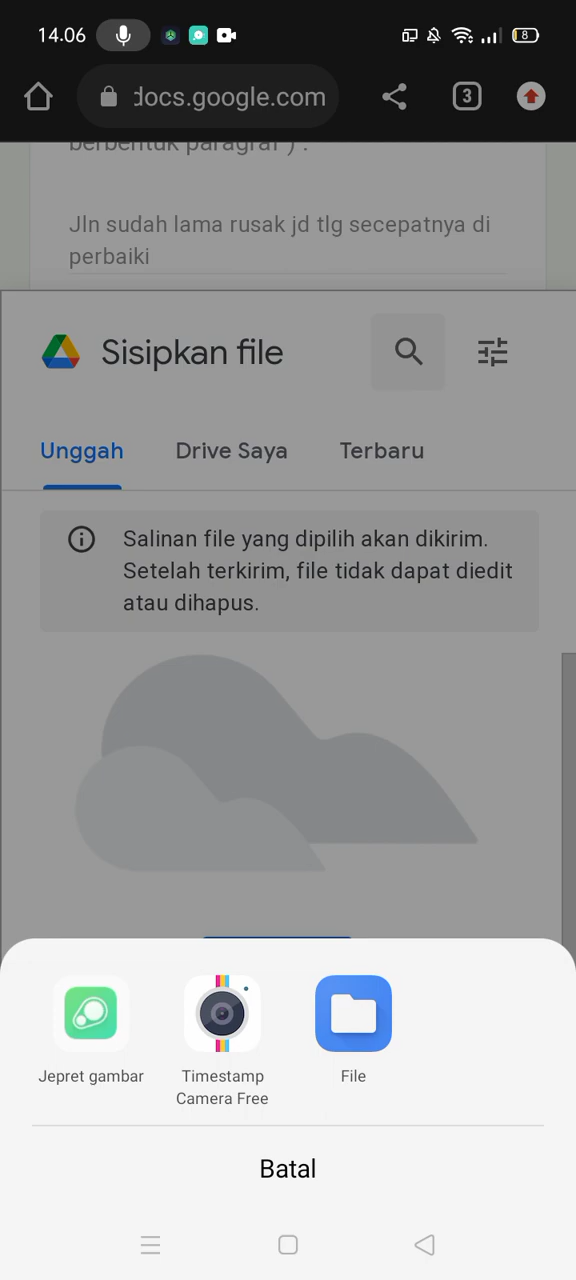 14.06
8
docs.google.com
3
berbentuk paragraf ) .
Jln sudah lama rusak jd tlg secepatnya di
perbaiki
Sisipkan file
Unggah
Drive Saya
Terbaru
Salinan file yang dipilih akan dikirim.
Setelah terkirim, file tidak dapat diedit
atau dihapus.
Jepret gambar
Timestamp
Camera Free
File
Batal